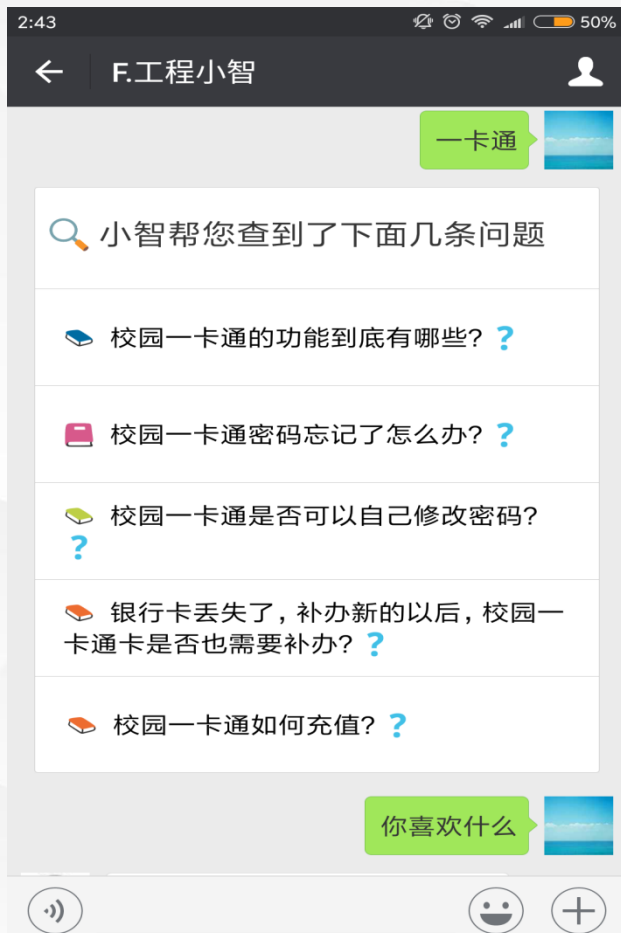 2:43
50%
F.工程小智
一卡通
小智帮您查到了下面几条问题
校园一卡通的功能到底有哪些?❓
校园一卡通密码忘记了怎么办?❓
校园一卡通是否可以自己修改密码?
❓
银行卡丢失了,补办新的以后,校园一
卡通卡是否也需要补办?❓
校园一卡通如何充值?❓
你喜欢什么